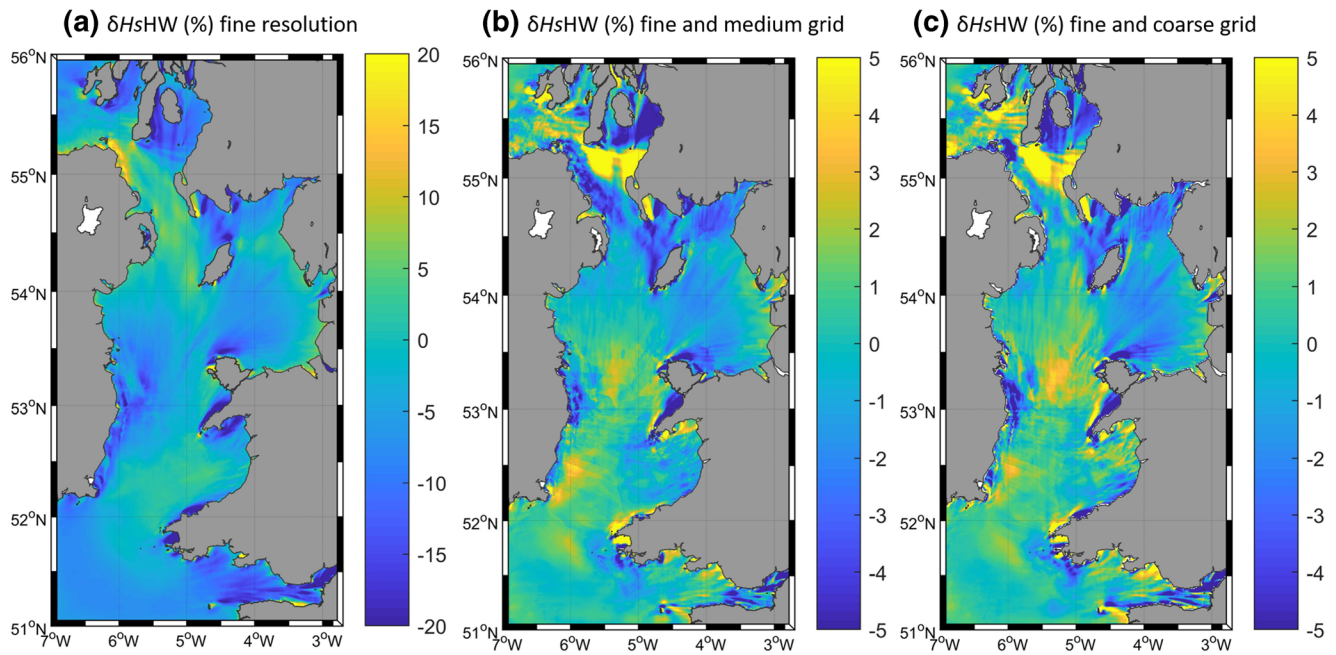 (a) δHsHW (%) fine resolution
56°N
55°N
54°N
53°N
52°N
51°N
7°W 6°W 5°W 4°W 3°W
20
15
10
5
0
-5
-10
-15
-20
(b) δHsHW (%) fine and medium grid
56°N
55°N
54°N
53°N
52°N
51°N
7°W 6°W 5°W 4°W 3°W
5
4
3
2
1
0
-1
-2
-3
-4
-5
(c) δHsHW (%) fine and coarse grid
56°N
55°N
54°N
53°N
52°N
51°N
7°W 6°W 5°W 4°W 3°W
5
4
3
2
1
0
-1
-2
-3
-4
-5